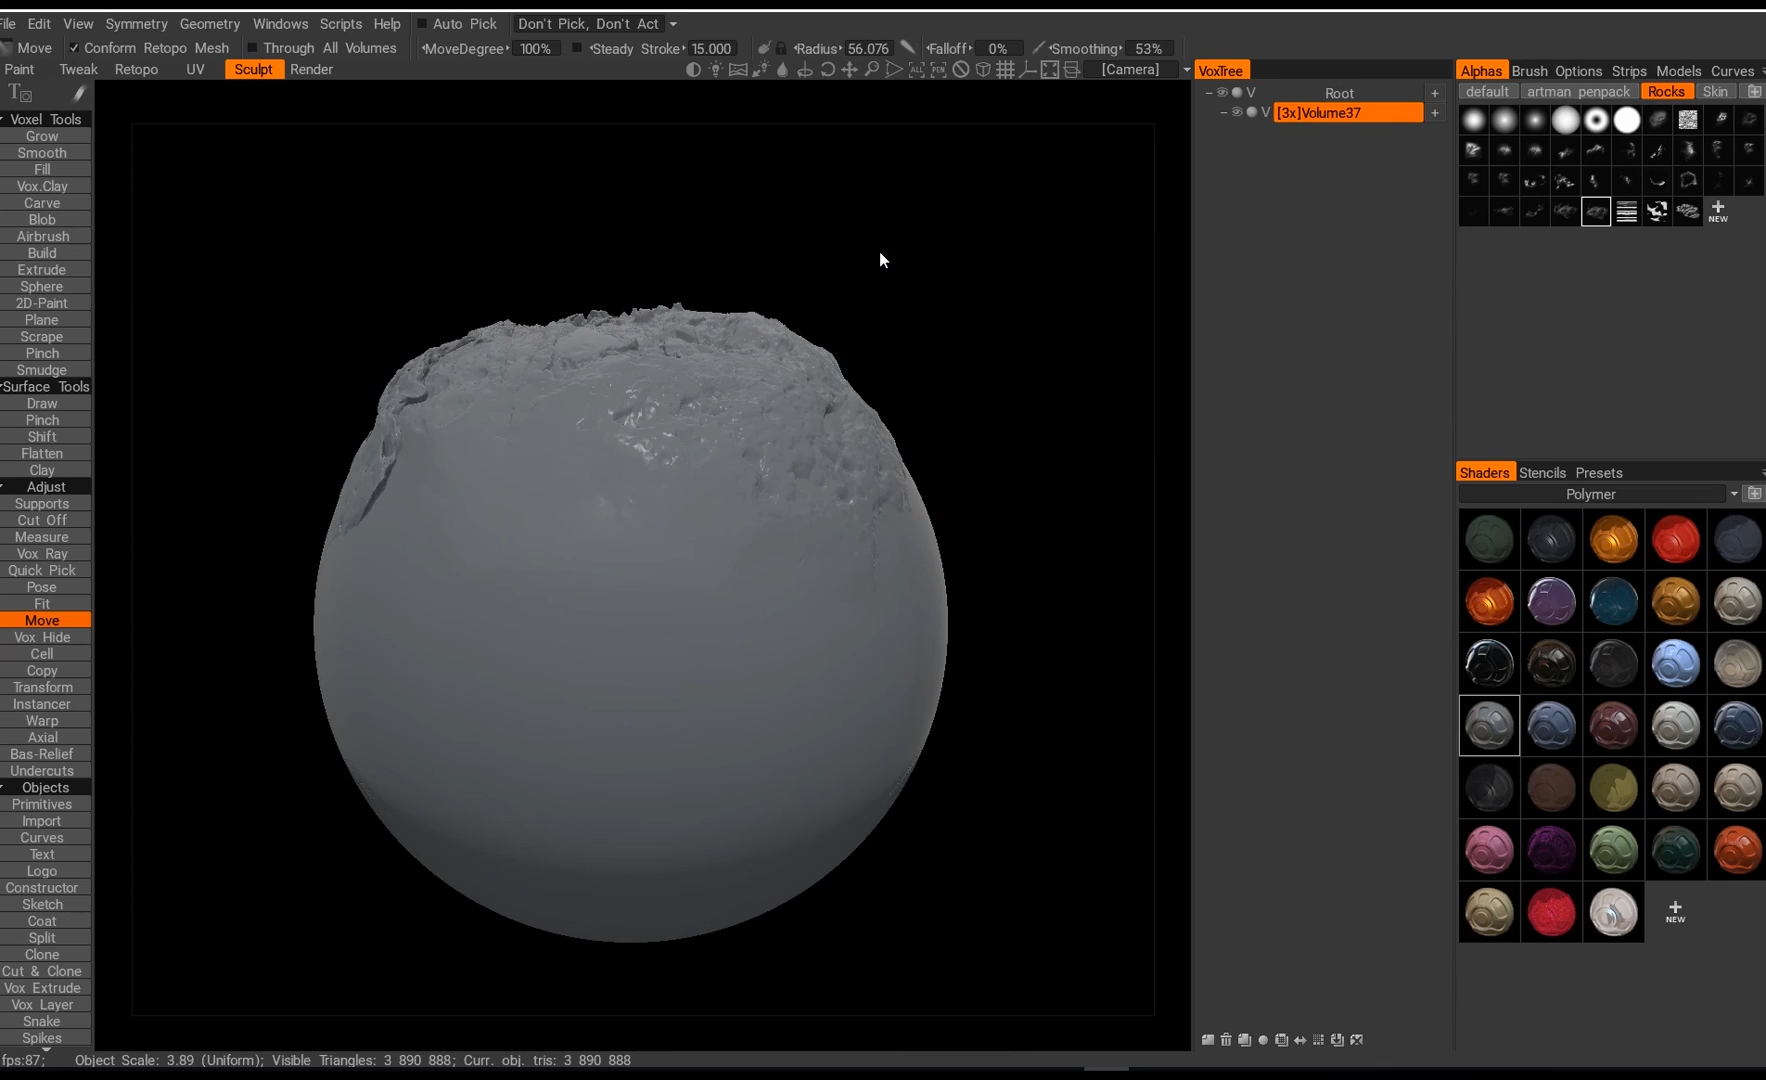 File Edit View Symmetry Geometry Windows Scripts Help Auto Pick Don't Pick, Don't Act
Move Conform Retopo Mesh Through All Volumes MoveDegree 100% Steady Stroke 15.000 Radius 56.076 Falloff 0% Smoothing 53%
Paint Tweak Retopo UV Sculpt Render [Camera]
Voxel Tools
Grow
Smooth
Fill
Vox.Clay
Carve
Blob
Airbrush
Build
Extrude
Sphere
2D-Paint
Plane
Scrape
Pinch
Smudge
Surface Tools
Draw
Pinch
Shift
Flatten
Clay
Adjust
Supports
Cut Off
Measure
Vox Ray
Quick Pick
Pose
Fit
Move
Vox Hide
Cell
Copy
Transform
Instancer
Warp
Axial
Bas-Relief
Undercuts
Objects
Primitives
Import
Curves
Text
Logo
Constructor
Sketch
Coat
Split
Clone
Cut & Clone
Vox Extrude
Vox Layer
Snake
Spikes
VoxTree
V Root +
V [3x]Volume37 +
Alphas Brush Options Strips Models Curves
default artman penpack Rocks Skin
NEW
Shaders Stencils Presets
Polymer
NEW
fps:87; Object Scale: 3.89 (Uniform); Visible Triangles: 3 890 888; Curr. obj. tris: 3 890 888